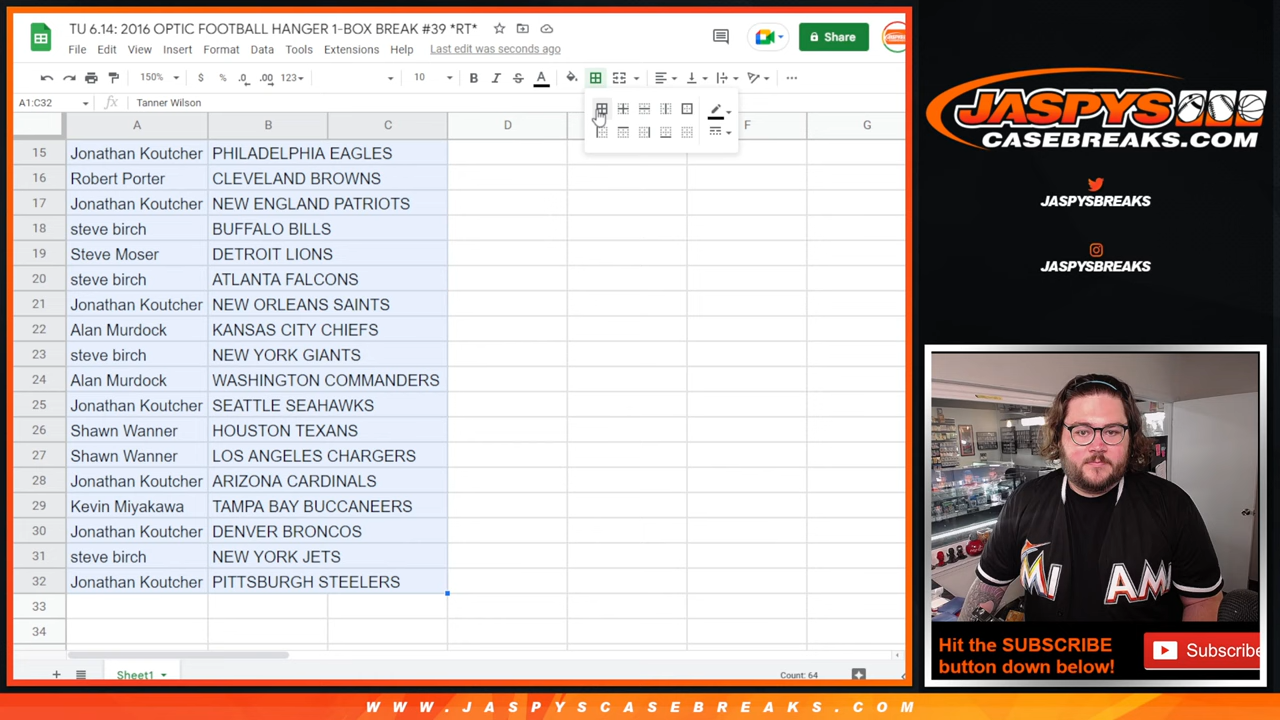 TU 6.14: 2016 OPTIC FOOTBALL HANGER 1-BOX BREAK #39 *RT*
File Edit View Insert Format Data Tools Extensions Help Last edit was seconds ago
Share
150% $ % .0 .00 123 10 B I S A
A1:C32 fx Tanner Wilson
A B C D F G
15 Jonathan Koutcher PHILADELPHIA EAGLES
16 Robert Porter CLEVELAND BROWNS
17 Jonathan Koutcher NEW ENGLAND PATRIOTS
18 steve birch BUFFALO BILLS
19 Steve Moser DETROIT LIONS
20 steve birch ATLANTA FALCONS
21 Jonathan Koutcher NEW ORLEANS SAINTS
22 Alan Murdock KANSAS CITY CHIEFS
23 steve birch NEW YORK GIANTS
24 Alan Murdock WASHINGTON COMMANDERS
25 Jonathan Koutcher SEATTLE SEAHAWKS
26 Shawn Wanner HOUSTON TEXANS
27 Shawn Wanner LOS ANGELES CHARGERS
28 Jonathan Koutcher ARIZONA CARDINALS
29 Kevin Miyakawa TAMPA BAY BUCCANEERS
30 Jonathan Koutcher DENVER BRONCOS
31 steve birch NEW YORK JETS
32 Jonathan Koutcher PITTSBURGH STEELERS
33
34
Sheet1
Count: 64
JASPYS
CASEBREAKS.COM
JASPYSBREAKS
JASPYSBREAKS
MI AMI
Hit the SUBSCRIBE
button down below!
Subscribe
WWW.JASPYSCASEBREAKS.COM